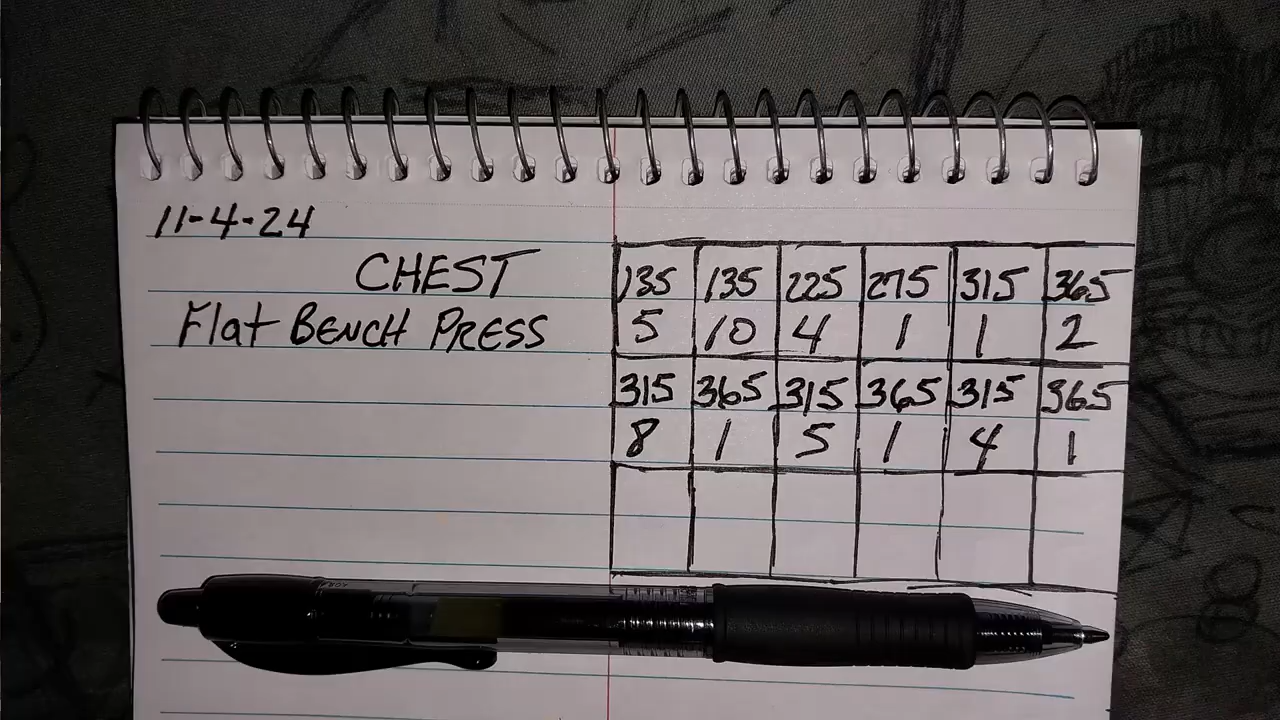 11-4-24
CHEST 135 135 225 275 315 365
Flat BENCH PRESS 5 10 4 1 1 2
315 365 315 365 315 365
8 1 5 1 4 1